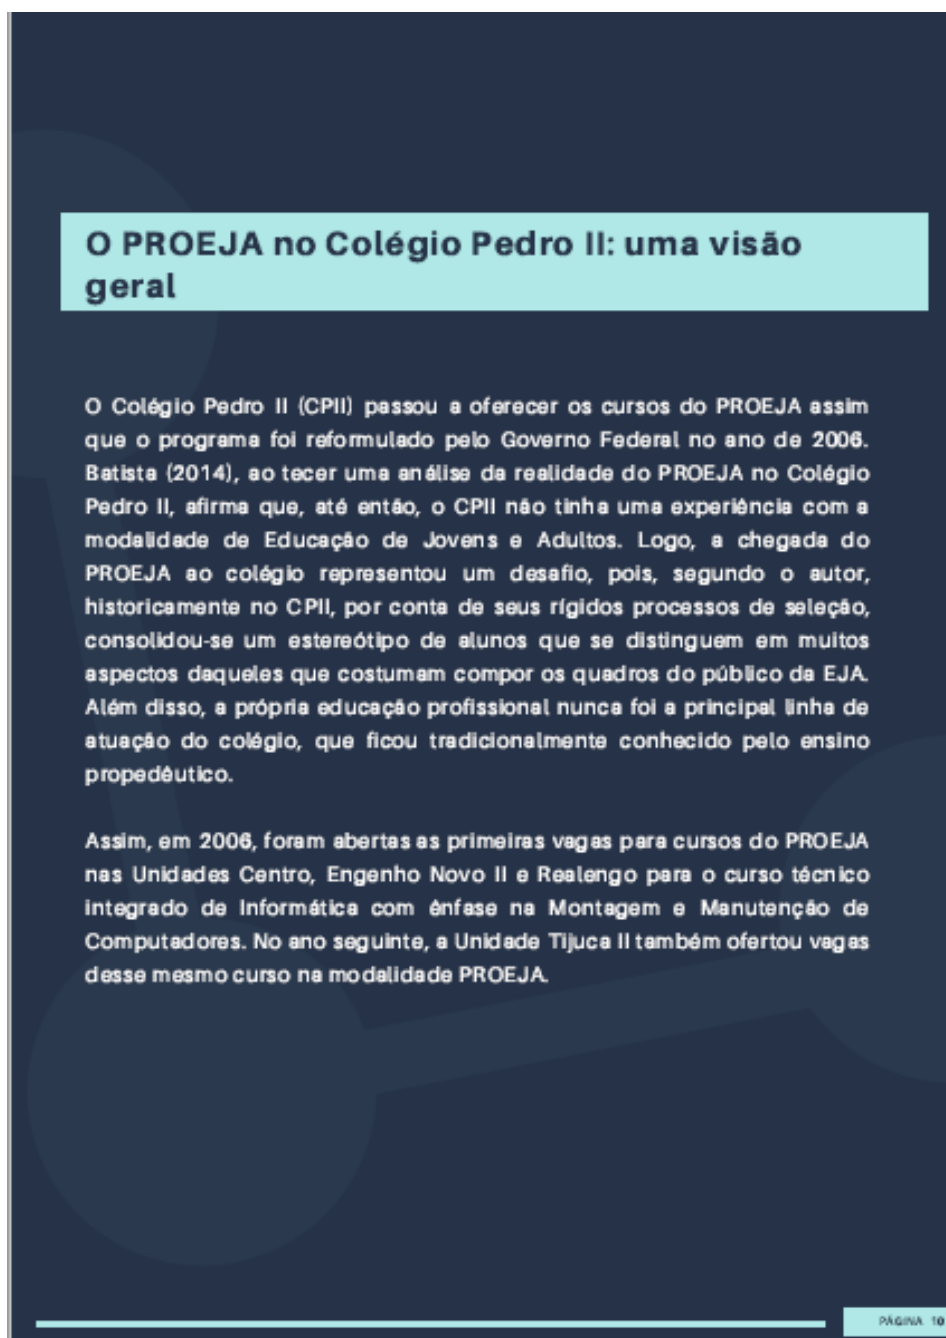 O PROEJA no Colégio Pedro II: uma visão
geral
O Colégio Pedro II (CPII) passou a oferecer os cursos do PROEJA assim
que o programa foi reformulado pelo Governo Federal no ano de 2006.
Batista (2014), ao tecer uma análise da realidade do PROEJA no Colégio
Pedro II, afirma que, até então, o CPII não tinha uma experiência com a
modalidade de Educação de Jovens e Adultos. Logo, a chegada do
PROEJA ao colégio representou um desafio, pois, segundo o autor,
historicamente no CPII, por conta de seus rígidos processos de seleção,
consolidou-se um estereótipo de alunos que se distinguem em muitos
aspectos daqueles que costumam compor os quadros do público da EJA.
Além disso, a própria educação profissional nunca foi a principal linha de
atuação do colégio, que ficou tradicionalmente conhecido pelo ensino
propedêutico.
Assim, em 2006, foram abertas as primeiras vagas para cursos do PROEJA
nas Unidades Centro, Engenho Novo II e Realengo para o curso técnico
integrado de Informática com ênfase na Montagem e Manutenção de
Computadores. No ano seguinte, a Unidade Tijuca II também ofertou vagas
desse mesmo curso na modalidade PROEJA.
PÁGINA 10